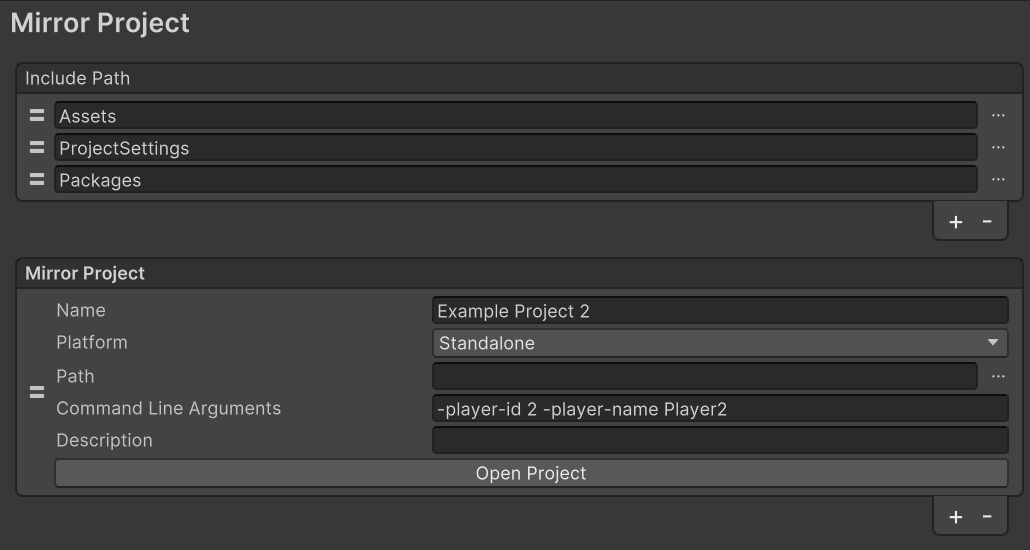 Mirror Project
Include Path
Assets ...
ProjectSettings ...
Packages ...
+ -
Mirror Project
Name Example Project 2
Platform Standalone
Path ...
Command Line Arguments -player-id 2 -player-name Player2
Description
Open Project
+ -